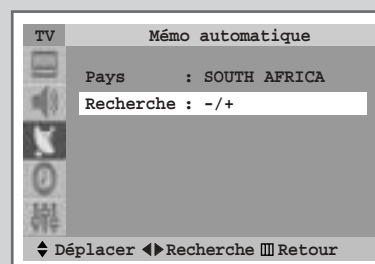 TV Mémo automatique
Pays : SOUTH AFRICA
Recherche : -/+
Déplacer Recherche Retour